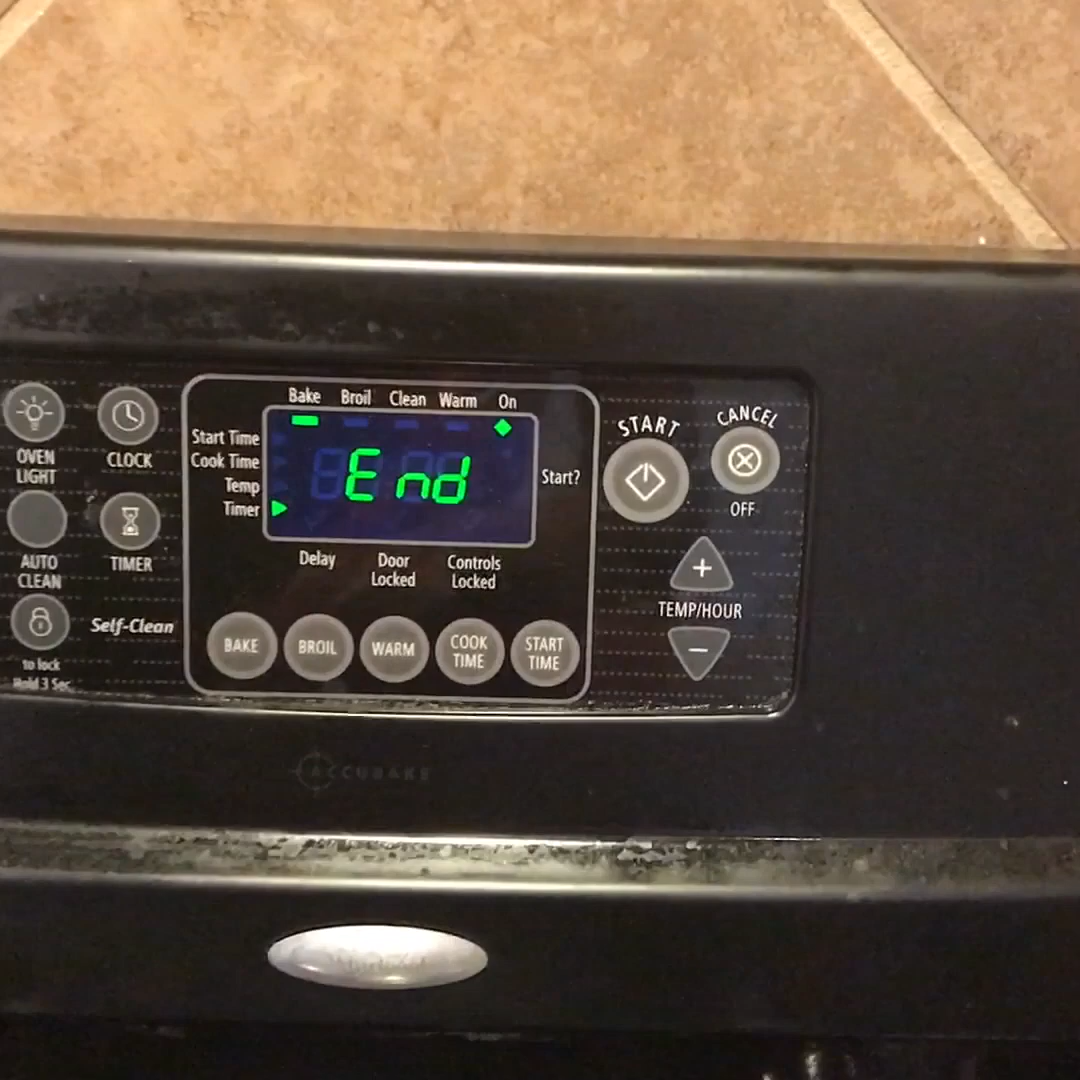 Bake Broil Clean Warm On
Start Time
Cook Time
Temp
Timer
End
Start?
Delay
Door
Locked
Controls
Locked
BAKE
BROIL
WARM
COOK
TIME
START
TIME
OVEN
LIGHT
CLOCK
AUTO
CLEAN
TIMER
Self-Clean
to lock
Hold 3 Sec
START
CANCEL
OFF
+
TEMP/HOUR
−
ACCUBAKE